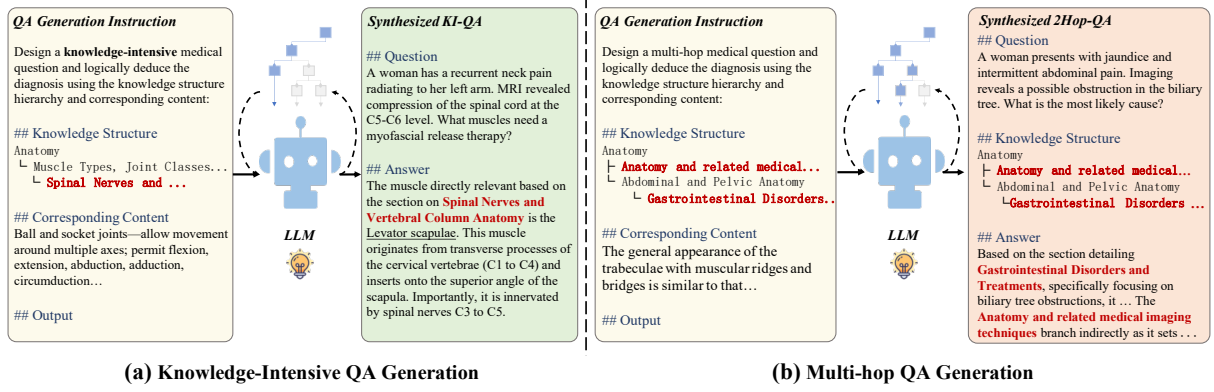 QA Generation Instruction
Design a knowledge-intensive medical
question and logically deduce the
diagnosis using the knowledge structure
hierarchy and corresponding content:
## Knowledge Structure
Anatomy
└ Muscle Types, Joint Classes...
└ Spinal Nerves and ...
## Corresponding Content
Ball and socket joints—allow movement
around multiple axes; permit flexion,
extension, abduction, adduction,
circumduction…
## Output
LLM
Synthesized KI-QA
## Question
A woman has a recurrent neck pain
radiating to her left arm. MRI revealed
compression of the spinal cord at the
C5-C6 level. What muscles need a
myofascial release therapy?
## Answer
The muscle directly relevant based on
the section on Spinal Nerves and
Vertebral Column Anatomy is the
Levator scapulae. This muscle
originates from transverse processes of
the cervical vertebrae (C1 to C4) and
inserts onto the superior angle of the
scapula. Importantly, it is innervated
by spinal nerves C3 to C5.
(a) Knowledge-Intensive QA Generation
QA Generation Instruction
Design a multi-hop medical question and
logically deduce the diagnosis using the
knowledge structure hierarchy and
corresponding content:
## Knowledge Structure
Anatomy
├ Anatomy and related medical...
└ Abdominal and Pelvic Anatomy
└ Gastrointestinal Disorders..
## Corresponding Content
The general appearance of the
trabeculae with muscular ridges and
bridges is similar to that…
## Output
LLM
Synthesized 2Hop-QA
## Question
A woman presents with jaundice and
intermittent abdominal pain. Imaging
reveals a possible obstruction in the biliary
tree. What is the most likely cause?
## Knowledge Structure
Anatomy
├ Anatomy and related medical…
└ Abdominal and Pelvic Anatomy
└Gastrointestinal Disorders ...
## Answer
Based on the section detailing
Gastrointestinal Disorders and
Treatments, specifically focusing on
biliary tree obstructions, it … The
Anatomy and related medical imaging
techniques branch indirectly as it sets . . .
(b) Multi-hop QA Generation